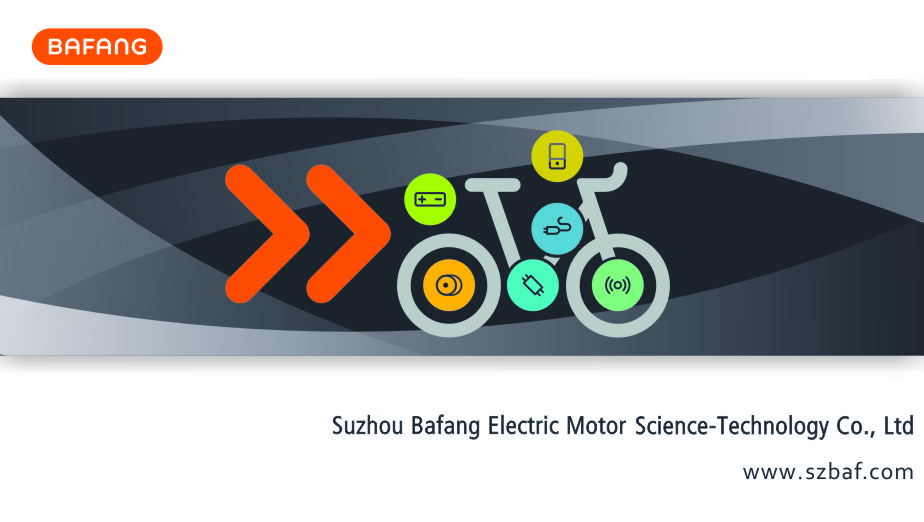 BAFANG
Suzhou Bafang Electric Motor Science-Technology Co., Ltd
www.szbaf.com